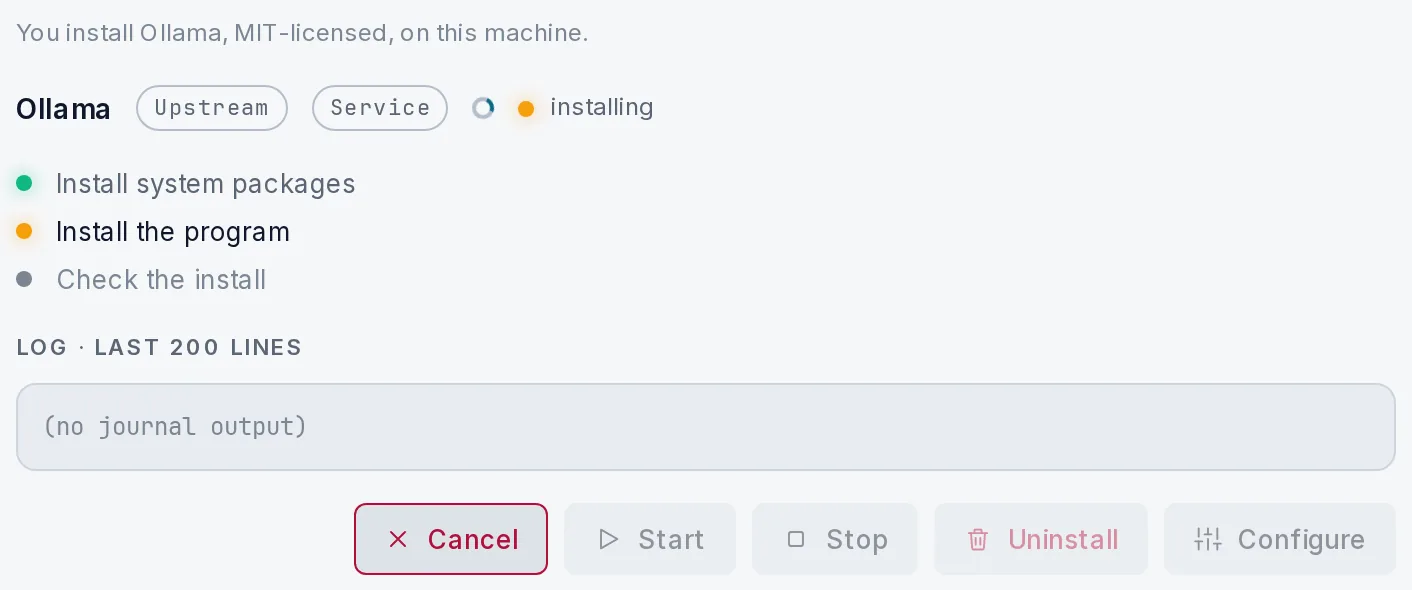 You install Ollama, MIT-licensed, on this machine.
Ollama Upstream Service installing
Install system packages
Install the program
Check the install
LOG · LAST 200 LINES
(no journal output)
Cancel Start Stop Uninstall Configure